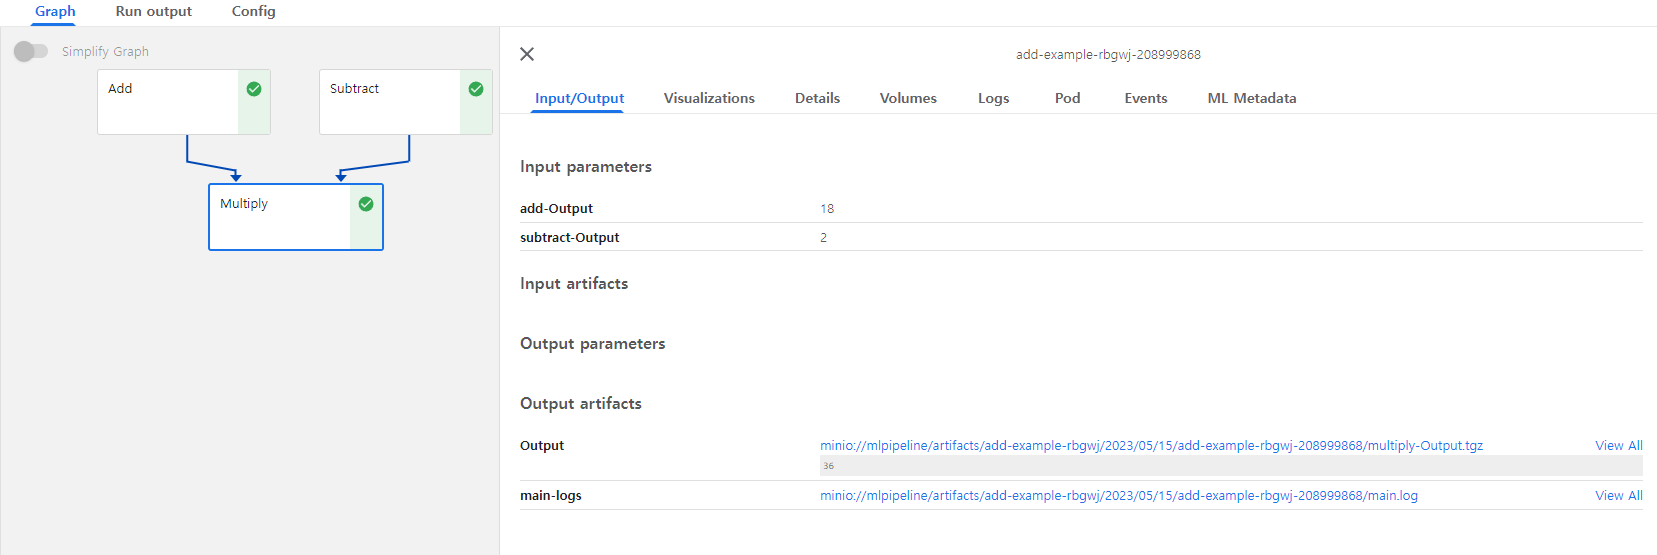 Graph Run output Config
Simplify Graph
Add
Subtract
Multiply
add-example-rbgwj-208999868
Input/Output Visualizations Details Volumes Logs Pod Events ML Metadata
Input parameters
add-Output 18
subtract-Output 2
Input artifacts
Output parameters
Output artifacts
Output minio://mlpipeline/artifacts/add-example-rbgwj/2023/05/15/add-example-rbgwj-208999868/multiply-Output.tgz View All
36
main-logs minio://mlpipeline/artifacts/add-example-rbgwj/2023/05/15/add-example-rbgwj-208999868/main.log View All